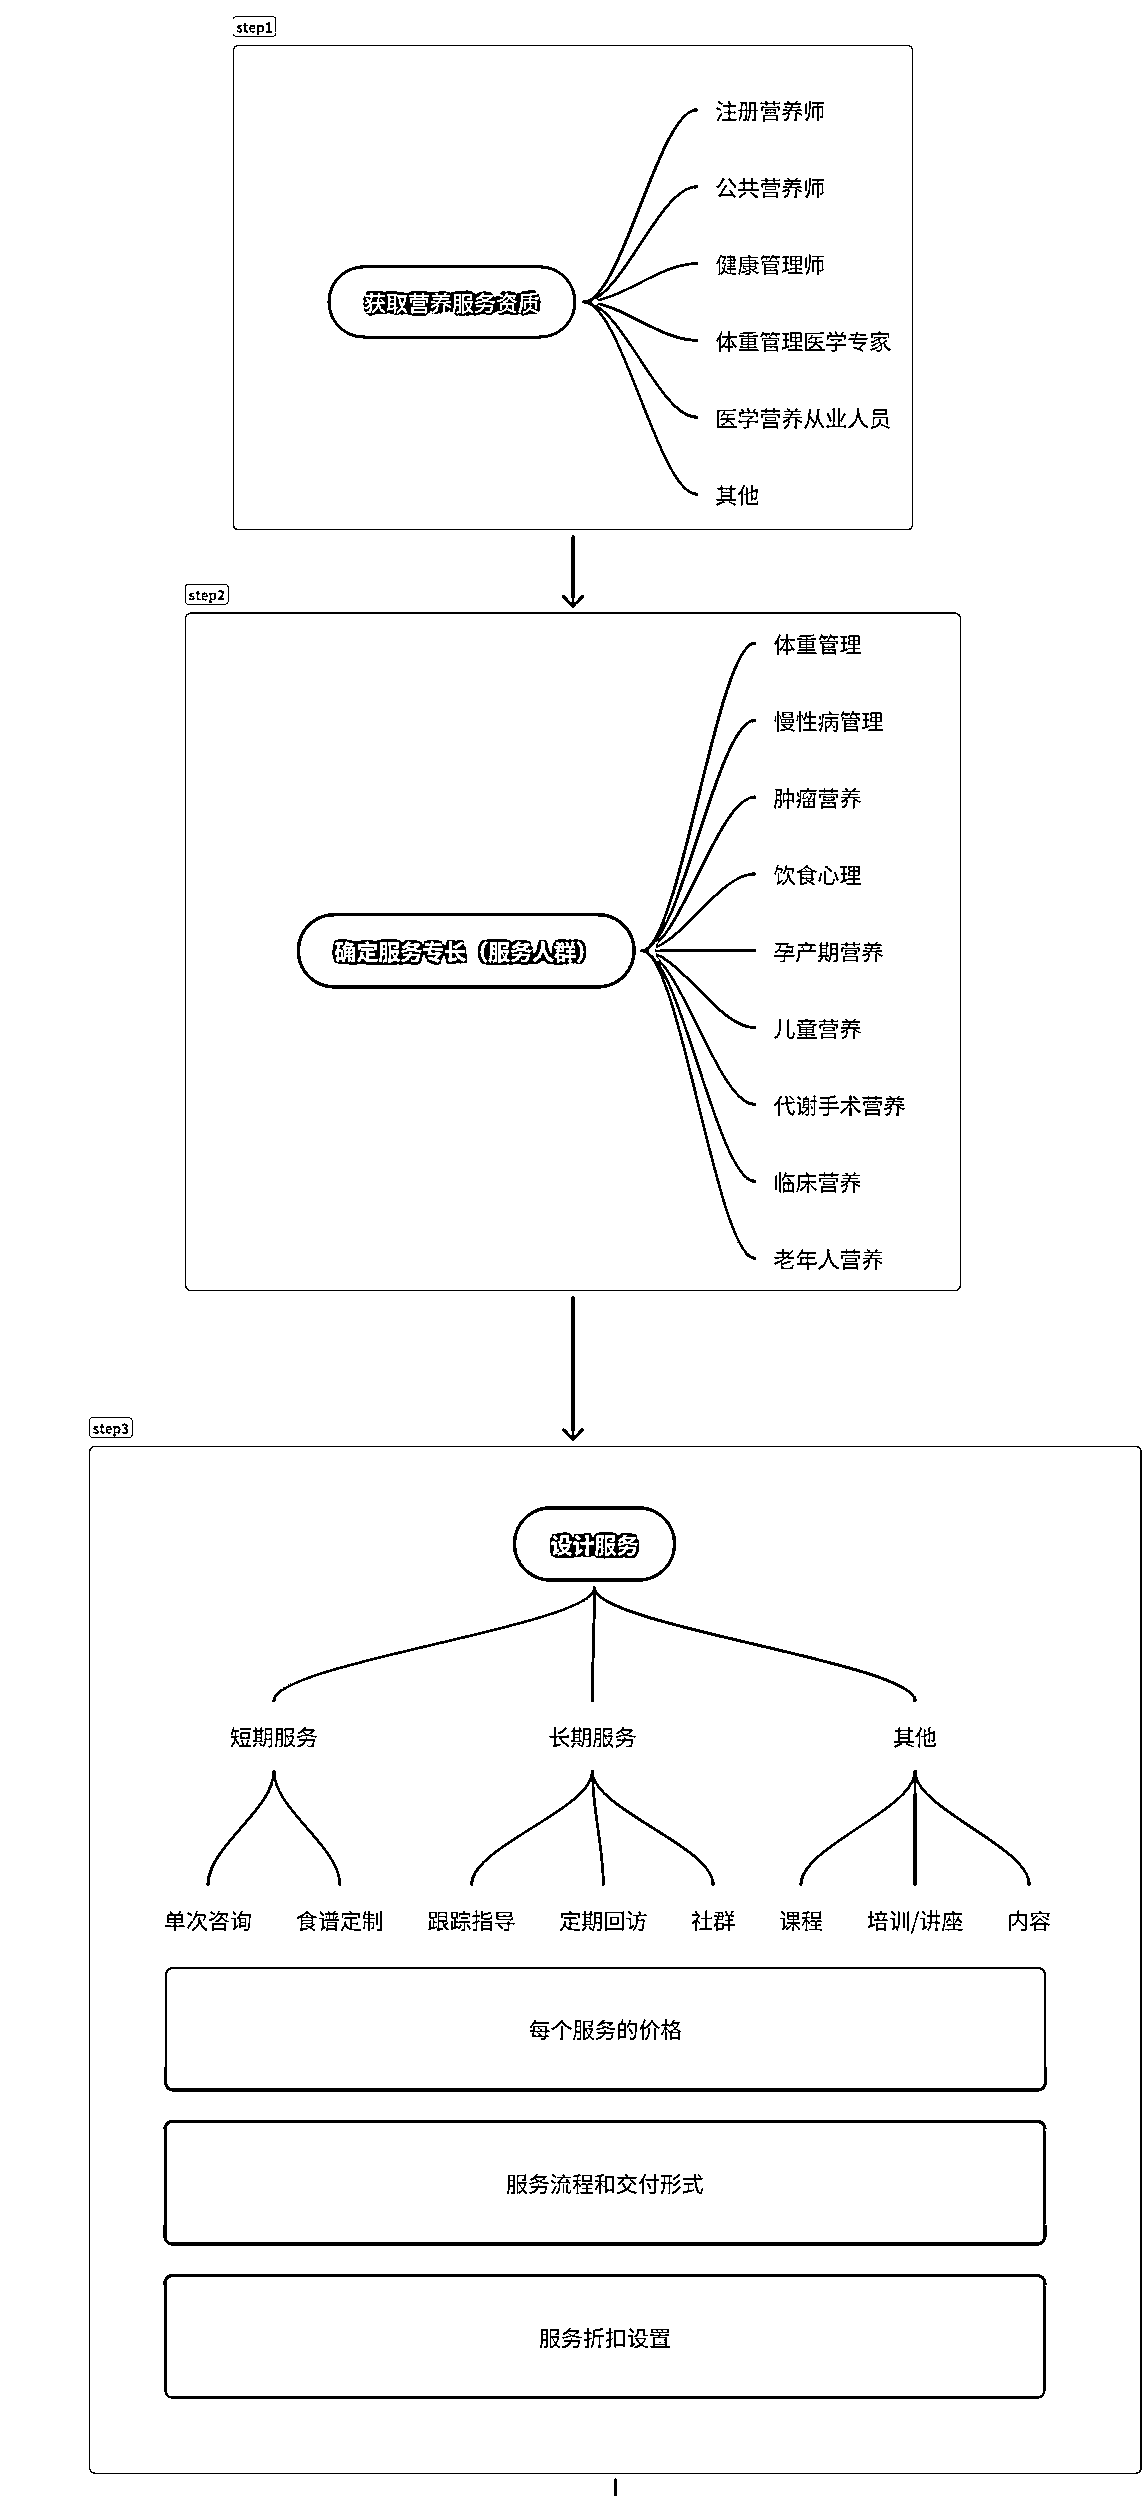 step1
注册营养师
公共营养师
健康管理师
获取营养服务资质
体重管理医学专家
医学营养从业人员
其他
step2
体重管理
慢性病管理
肿瘤营养
饮食心理
确定服务专长（服务人群）
孕产期营养
儿童营养
代谢手术营养
临床营养
老年人营养
step3
设计服务
短期服务 长期服务 其他
单次咨询 食谱定制 跟踪指导 定期回访 社群 课程 培训/讲座 内容
每个服务的价格
服务流程和交付形式
服务折扣设置